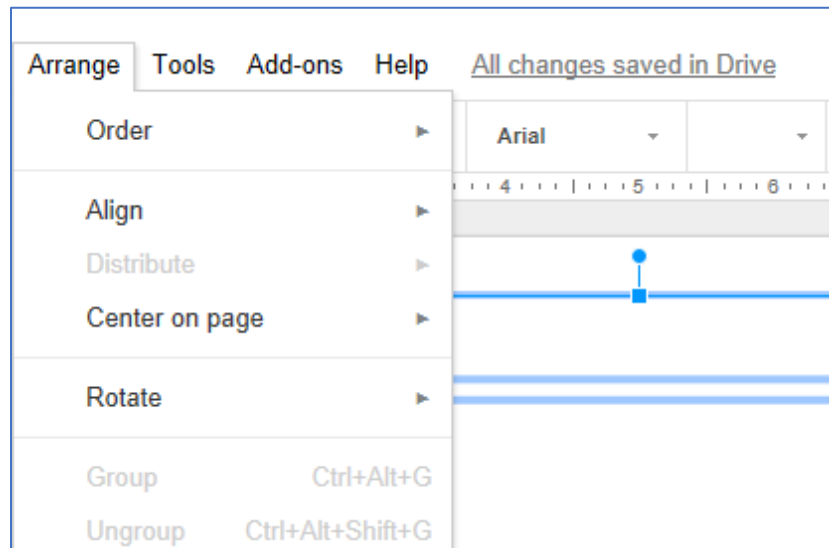 Arrange Tools Add-ons Help All changes saved in Drive
Order
Arial
4 5 6
Align
Distribute
Center on page
Rotate
Group Ctrl+Alt+G
Ungroup Ctrl+Alt+Shift+G